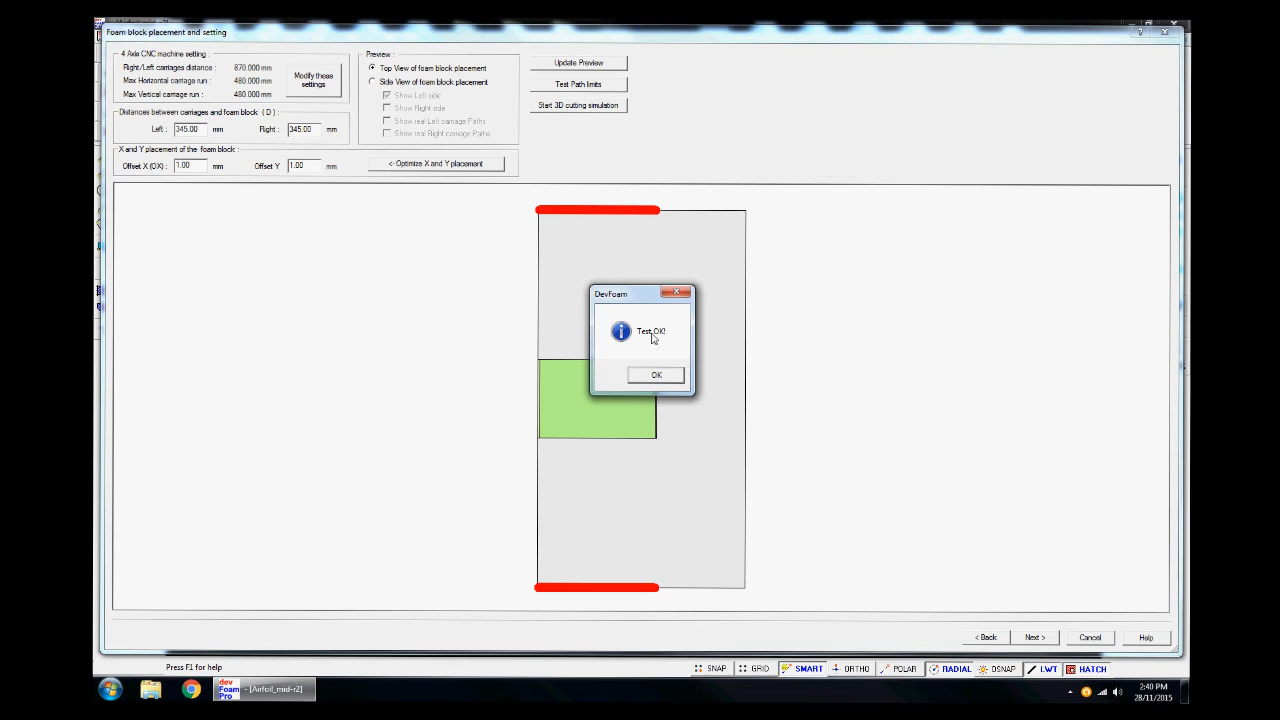 Foam block placement and setting
4 Axis CNC machine setting :
Right/Left carriages distance : 870.000 mm
Max Horizontal carriage run : 480.000 mm
Max Vertical carriage run : 480.000 mm
Modify these
settings
Distances between carriages and foam block ( D )
Left : 345.00 mm Right : 345.00 mm
X and Y placement of the foam block :
Offset X (OX) : 1.00 mm Offset Y 1.00 mm
<- Optimize X and Y placement
Preview :
Top View of foam block placement
Side View of foam block placement
Show Left side
Show Right side
Show real Left carriage Paths
Show real Right carriage Paths
Update Preview
Test Path limits
Start 3D cutting simulation
DevFoam
Test OK!
OK
< Back Next > Cancel Help
Press F1 for help
SNAP GRID SMART ORTHO POLAR RADIAL OSNAP LWT HATCH
dev
Foam
Pro
- [Airfoil_mid-r2]
2:40 PM
28/11/2015